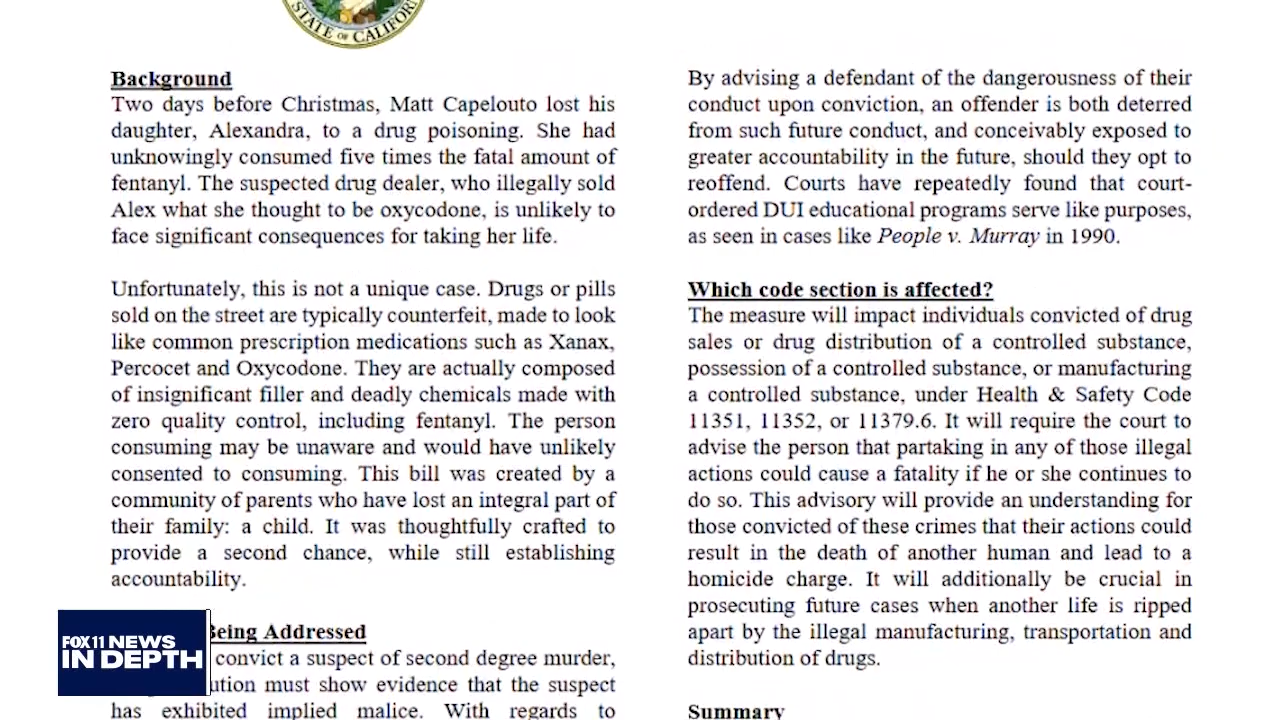 STATE OF CALIFORNIA
Background
Two days before Christmas, Matt Capelouto lost his
daughter, Alexandra, to a drug poisoning. She had
unknowingly consumed five times the fatal amount of
fentanyl. The suspected drug dealer, who illegally sold
Alex what she thought to be oxycodone, is unlikely to
face significant consequences for taking her life.
Unfortunately, this is not a unique case. Drugs or pills
sold on the street are typically counterfeit, made to look
like common prescription medications such as Xanax,
Percocet and Oxycodone. They are actually composed
of insignificant filler and deadly chemicals made with
zero quality control, including fentanyl. The person
consuming may be unaware and would have unlikely
consented to consuming. This bill was created by a
community of parents who have lost an integral part of
their family: a child. It was thoughtfully crafted to
provide a second chance, while still establishing
accountability.
Being Addressed
convict a suspect of second degree murder,
must show evidence that the suspect
has exhibited implied malice. With regards to
By advising a defendant of the dangerousness of their
conduct upon conviction, an offender is both deterred
from such future conduct, and conceivably exposed to
greater accountability in the future, should they opt to
reoffend. Courts have repeatedly found that court-
ordered DUI educational programs serve like purposes,
as seen in cases like People v. Murray in 1990.
Which code section is affected?
The measure will impact individuals convicted of drug
sales or drug distribution of a controlled substance,
possession of a controlled substance, or manufacturing
a controlled substance, under Health & Safety Code
11351, 11352, or 11379.6. It will require the court to
advise the person that partaking in any of those illegal
actions could cause a fatality if he or she continues to
do so. This advisory will provide an understanding for
those convicted of these crimes that their actions could
result in the death of another human and lead to a
homicide charge. It will additionally be crucial in
prosecuting future cases when another life is ripped
apart by the illegal manufacturing, transportation and
distribution of drugs.
Summary
FOX 11 NEWS
IN DEPTH